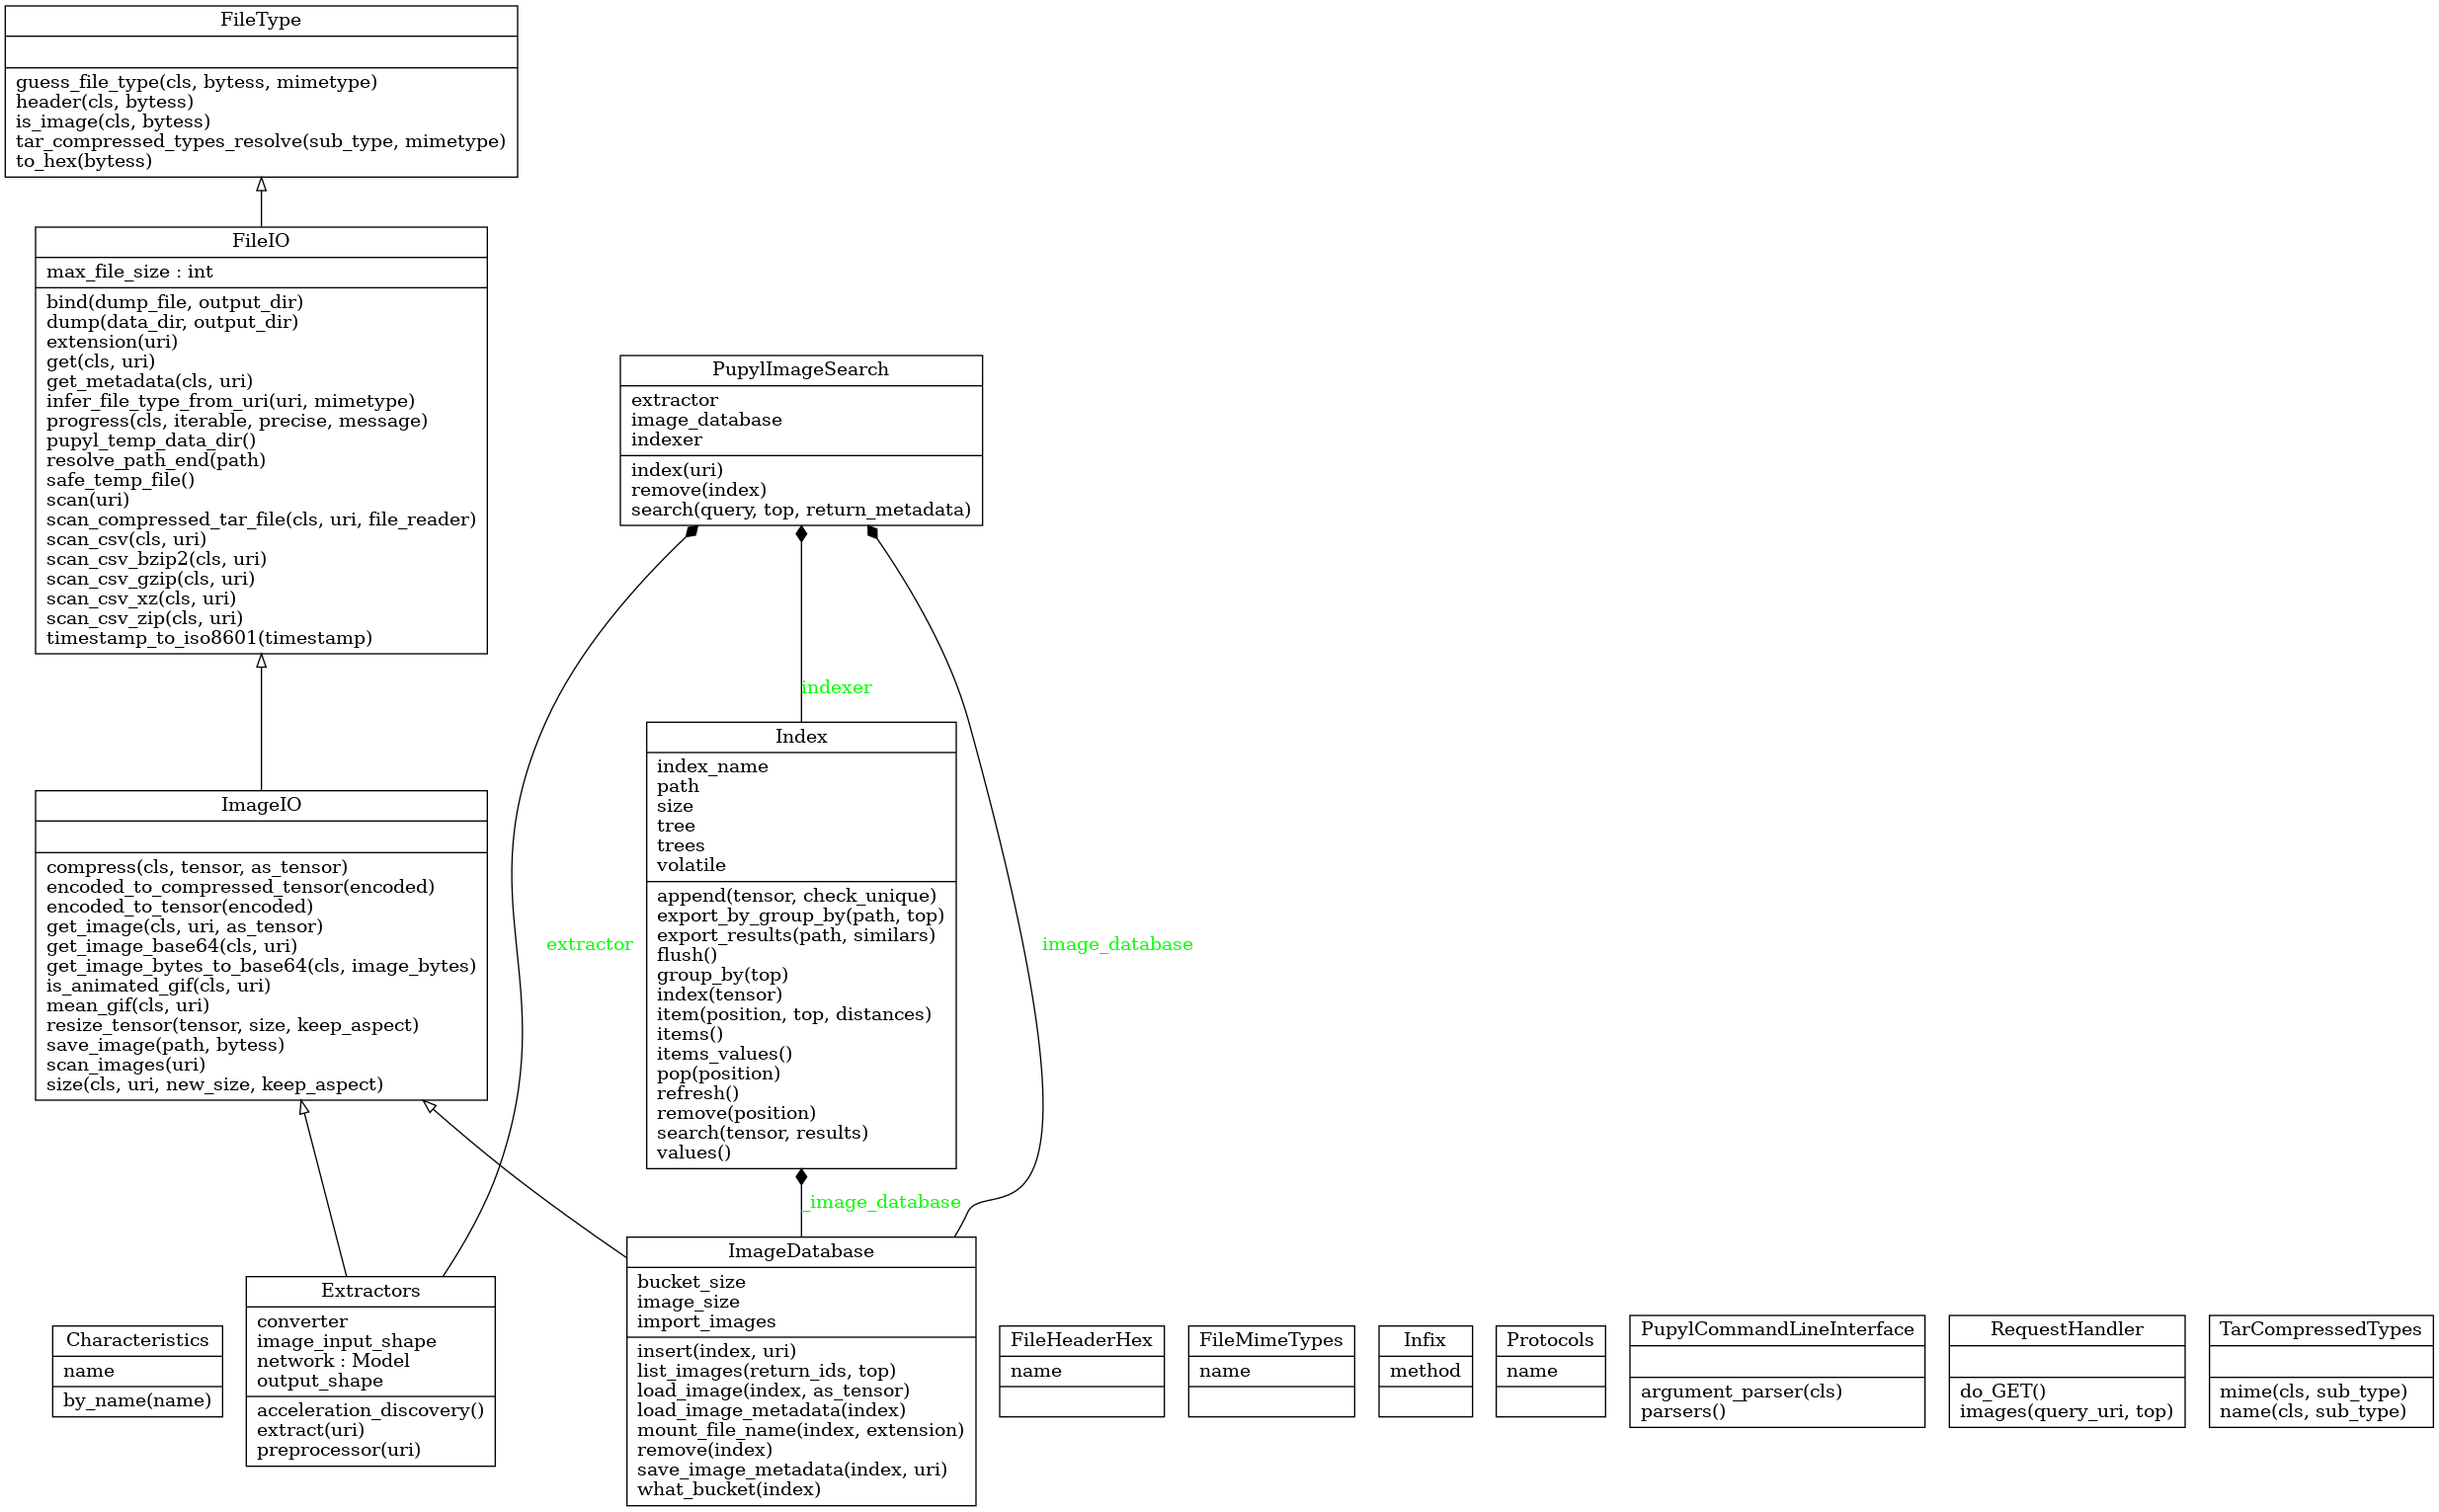 FileType
guess_file_type(cls, bytess, mimetype)
header(cls, bytess)
is_image(cls, bytess)
tar_compressed_types_resolve(sub_type, mimetype)
to_hex(bytess)
FileIO
max_file_size : int
bind(dump_file, output_dir)
dump(data_dir, output_dir)
extension(uri)
get(cls, uri)
get_metadata(cls, uri)
infer_file_type_from_uri(uri, mimetype)
progress(cls, iterable, precise, message)
pupyl_temp_data_dir()
resolve_path_end(path)
safe_temp_file()
scan(uri)
scan_compressed_tar_file(cls, uri, file_reader)
scan_csv(cls, uri)
scan_csv_bzip2(cls, uri)
scan_csv_gzip(cls, uri)
scan_csv_xz(cls, uri)
scan_csv_zip(cls, uri)
timestamp_to_iso8601(timestamp)
PupylImageSearch
extractor
image_database
indexer
index(uri)
remove(index)
search(query, top, return_metadata)
indexer
ImageIO
compress(cls, tensor, as_tensor)
encoded_to_compressed_tensor(encoded)
encoded_to_tensor(encoded)
get_image(cls, uri, as_tensor)
get_image_base64(cls, uri)
get_image_bytes_to_base64(cls, image_bytes)
is_animated_gif(cls, uri)
mean_gif(cls, uri)
resize_tensor(tensor, size, keep_aspect)
save_image(path, bytess)
scan_images(uri)
size(cls, uri, new_size, keep_aspect)
extractor
Index
index_name
path
size
tree
trees
volatile
append(tensor, check_unique)
export_by_group_by(path, top)
export_results(path, similars)
flush()
group_by(top)
index(tensor)
item(position, top, distances)
items()
items_values()
pop(position)
refresh()
remove(position)
search(tensor, results)
values()
image_database
_image_database
Characteristics
name
by_name(name)
Extractors
converter
image_input_shape
network : Model
output_shape
acceleration_discovery()
extract(uri)
preprocessor(uri)
ImageDatabase
bucket_size
image_size
import_images
insert(index, uri)
list_images(return_ids, top)
load_image(index, as_tensor)
load_image_metadata(index)
mount_file_name(index, extension)
remove(index)
save_image_metadata(index, uri)
what_bucket(index)
FileHeaderHex
name
FileMimeTypes
name
Infix
method
Protocols
name
PupylCommandLineInterface
argument_parser(cls)
parsers()
RequestHandler
do_GET()
images(query_uri, top)
TarCompressedTypes
mime(cls, sub_type)
name(cls, sub_type)